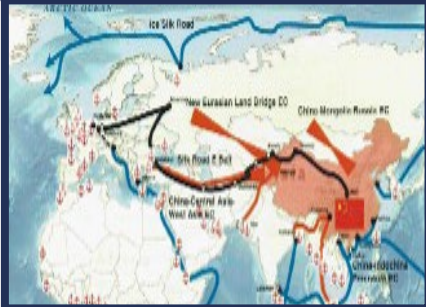 ARCTIC OCEAN
Ice Silk Road
New Eurasian Land Bridge EC
China-Mongolia-Russia EC
Silk Road E Belt
China-Central Asia-
West Asia EC
China-Indochina
Peninsula EC